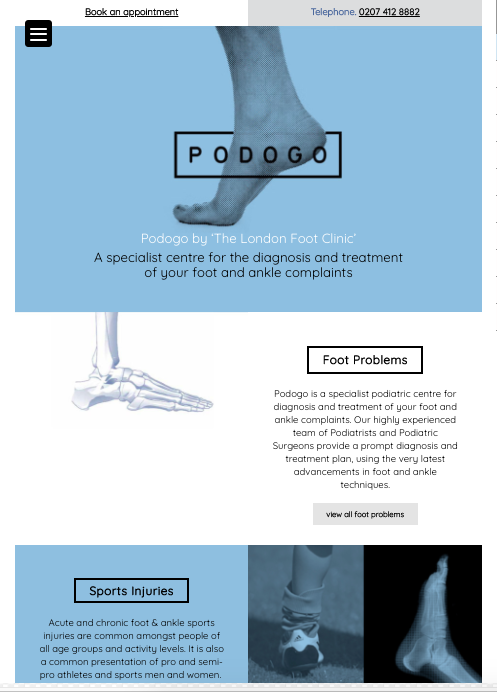 Book an appointment
Telephone. 0207 412 8882
PODOGO
Podogo by ‘The London Foot Clinic’
A specialist centre for the diagnosis and treatment
of your foot and ankle complaints
Foot Problems
Podogo is a specialist podiatric centre for
diagnosis and treatment of your foot and
ankle complaints. Our highly experienced
team of Podiatrists and Podiatric
Surgeons provide a prompt diagnosis and
treatment plan, using the very latest
advancements in foot and ankle
techniques.
view all foot problems
Sports Injuries
Acute and chronic foot & ankle sports
injuries are common amongst people of
all age groups and activity levels. It is also
a common presentation of pro and semi-
pro athletes and sports men and women.